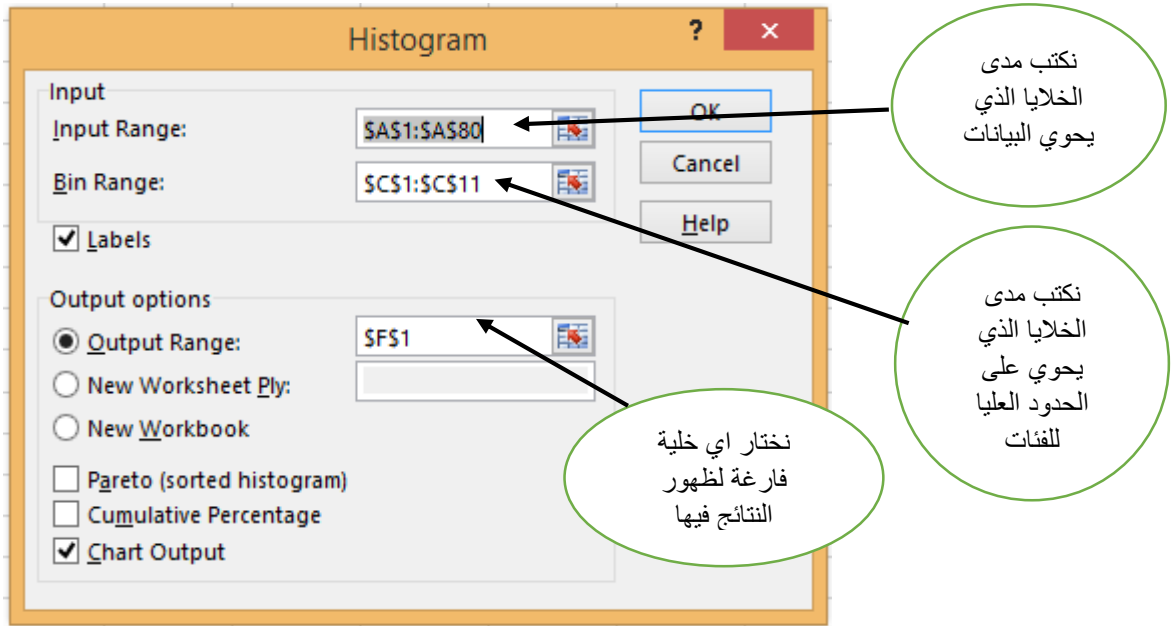 Histogram
?
×
Input
Input Range:
$A$1:$A$80
Bin Range:
$C$1:$C$11
Labels
OK
Cancel
Help
Output options
Output Range:
$F$1
New Worksheet Ply:
New Workbook
Pareto (sorted histogram)
Cumulative Percentage
Chart Output
نكتب مدى
الخلايا الذي
يحوي البيانات
نكتب مدى
الخلايا الذي
يحوي على
الحدود العليا
للفئات
نختار اي خلية
فارغة لظهور
النتائج فيها